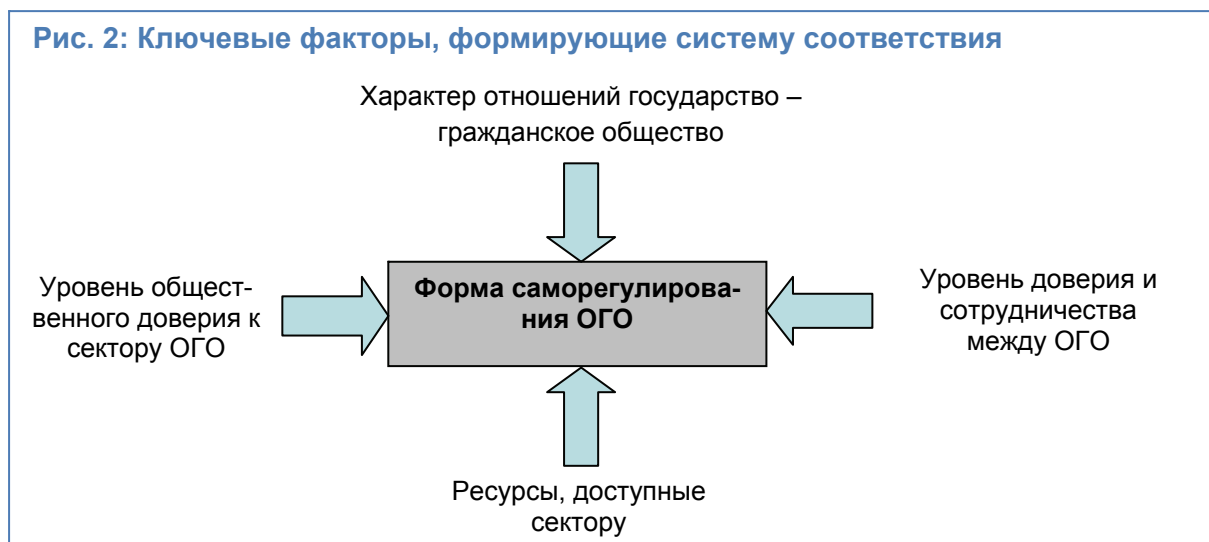 Рис. 2: Ключевые факторы, формирующие систему соответствия
Характер отношений государство –
гражданское общество
Уровень общест-
венного доверия к
сектору ОГО
Форма саморегулирова-
ния ОГО
Уровень доверия и
сотрудничества
между ОГО
Ресурсы, доступные
сектору